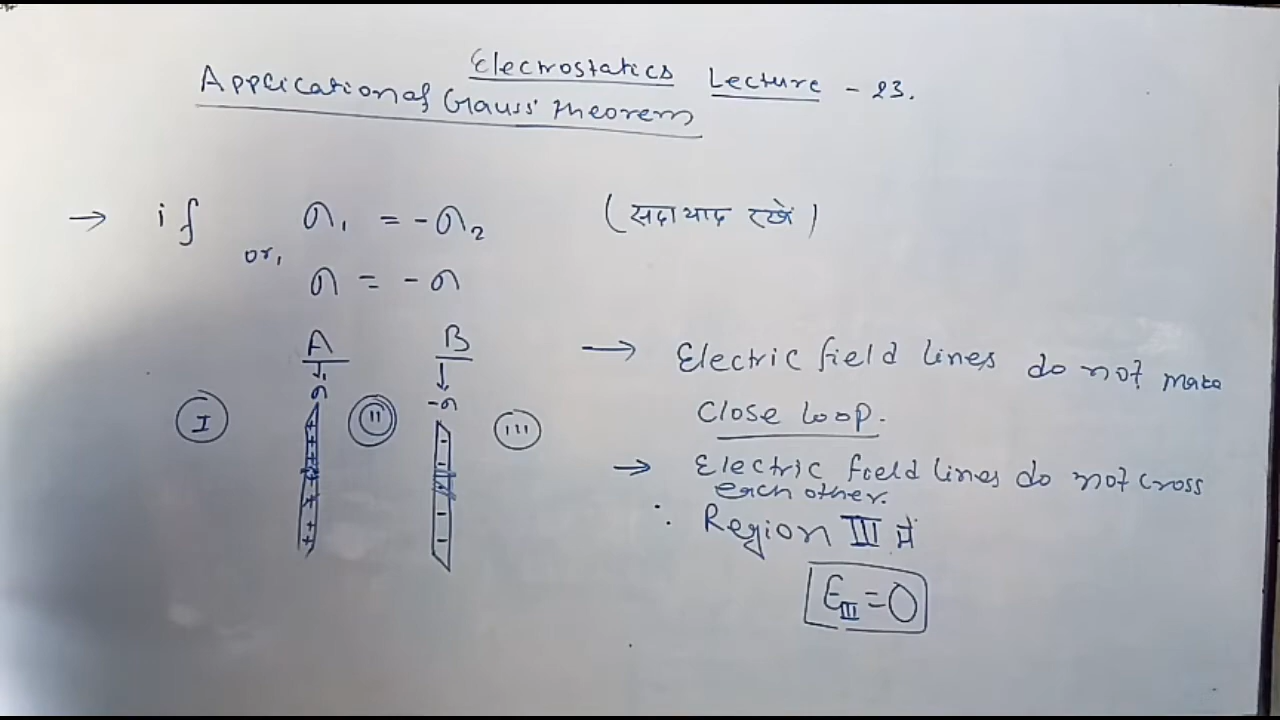 Electrostatics Lecture - 23.
Application of Gauss' theorem
→ if σ₁ = -σ₂ (सदा याद रखें)
or,
σ = -σ
A B
σ -σ
I II III
+ + + + + + + +
- - - - - -
→ Electric field lines do not make
Close loop.
→ Electric field lines do not cross
each other.
∴ Region III में
E_III = 0